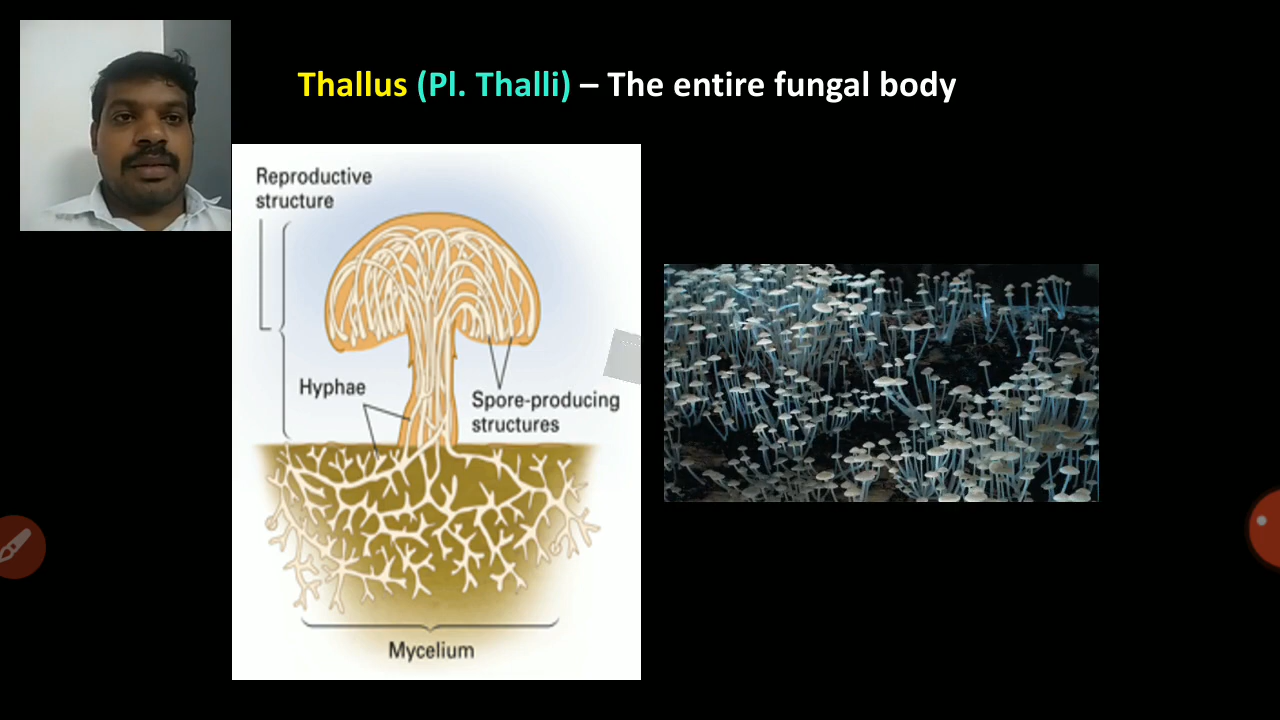 Thallus (Pl. Thalli) – The entire fungal body
Reproductive
structure
Hyphae
Spore-producing
structures
Mycelium